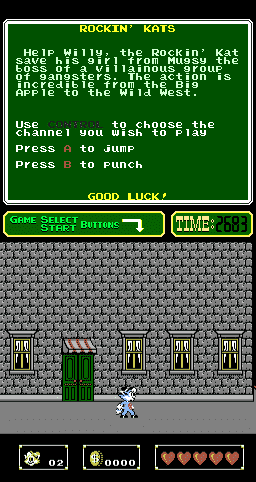 ROCKIN' KATS
Help Willy, the Rockin' Kat
save his girl from Mugsy the
boss of a villainous group
of gangsters. The action is
incredible from the Big
Apple to the Wild West.
Use to choose the
channel you wish to play
Press A to jump
Press B to punch
GOOD LUCK!
GAME SELECT
START BUTTONS
TIME: 2683
02
0000